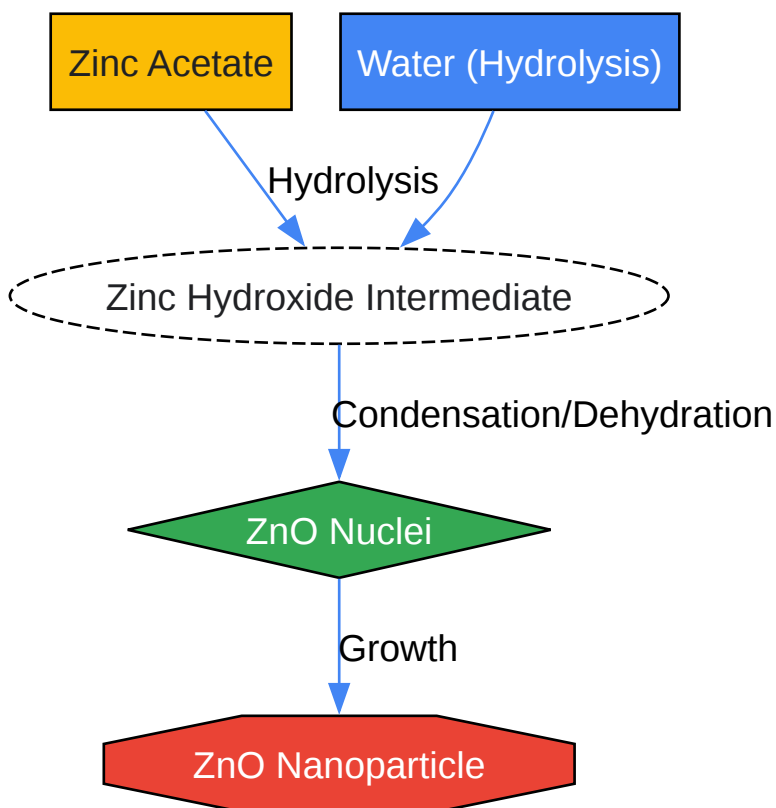 Zinc Acetate
Water (Hydrolysis)
Hydrolysis
Zinc Hydroxide Intermediate
Condensation/Dehydration
ZnO Nuclei
Growth
ZnO Nanoparticle